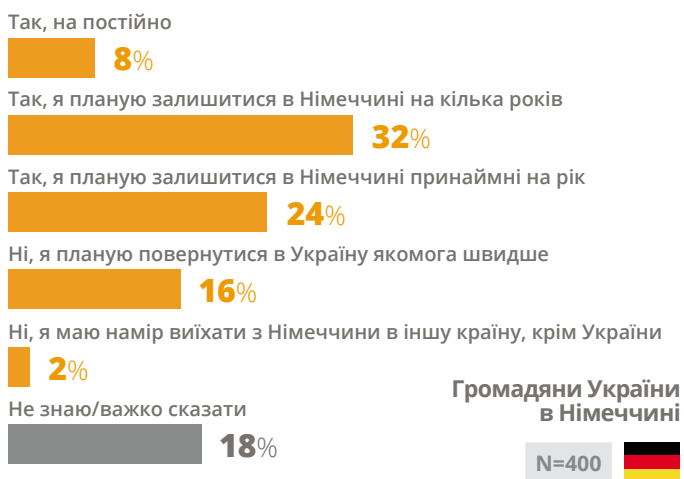 Так, на постійно
8%
Так, я планую залишитися в Німеччині на кілька років
32%
Так, я планую залишитися в Німеччині принаймні на рік
24%
Ні, я планую повернутися в Україну якомога швидше
16%
Ні, я маю намір виїхати з Німеччини в іншу країну, крім України
2%
Не знаю/важко сказати
18%
Громадяни України
в Німеччині
N=400